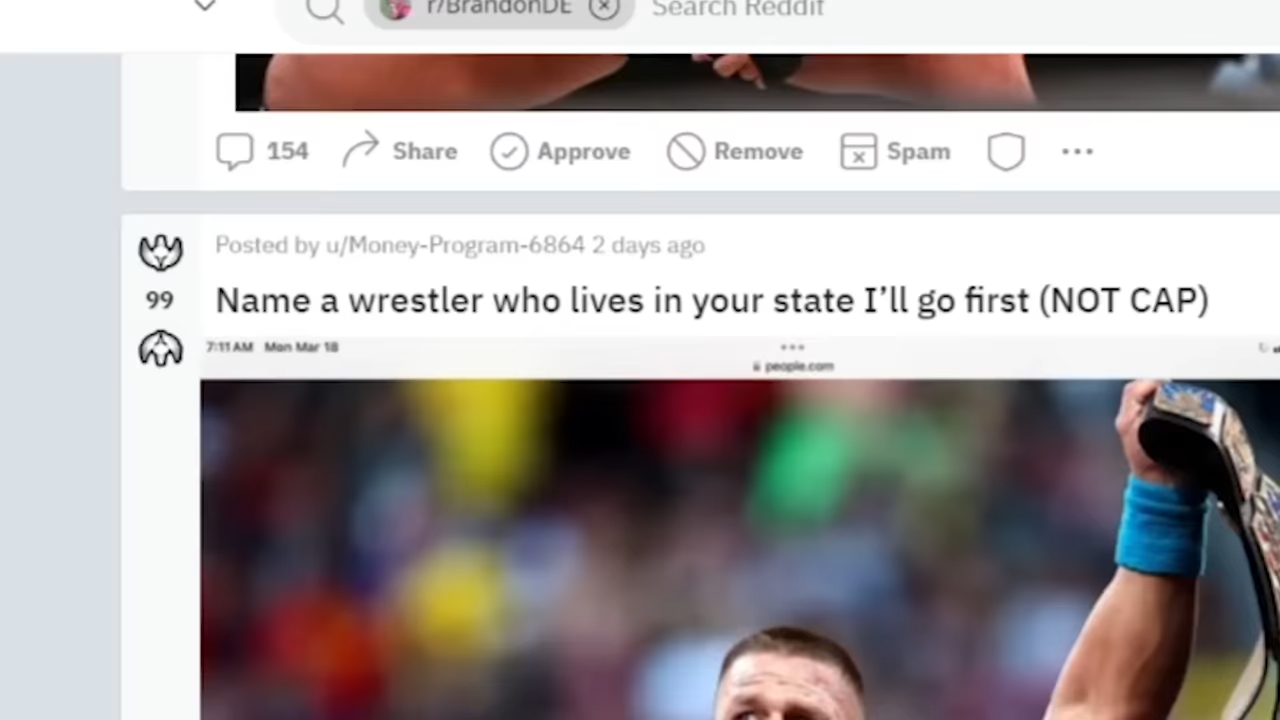 r/BrandonDE Search Reddit
154 Share Approve Remove Spam
Posted by u/Money-Program-6864 2 days ago
99
Name a wrestler who lives in your state I’ll go first (NOT CAP)
7:11 AM Mon Mar 18
people.com